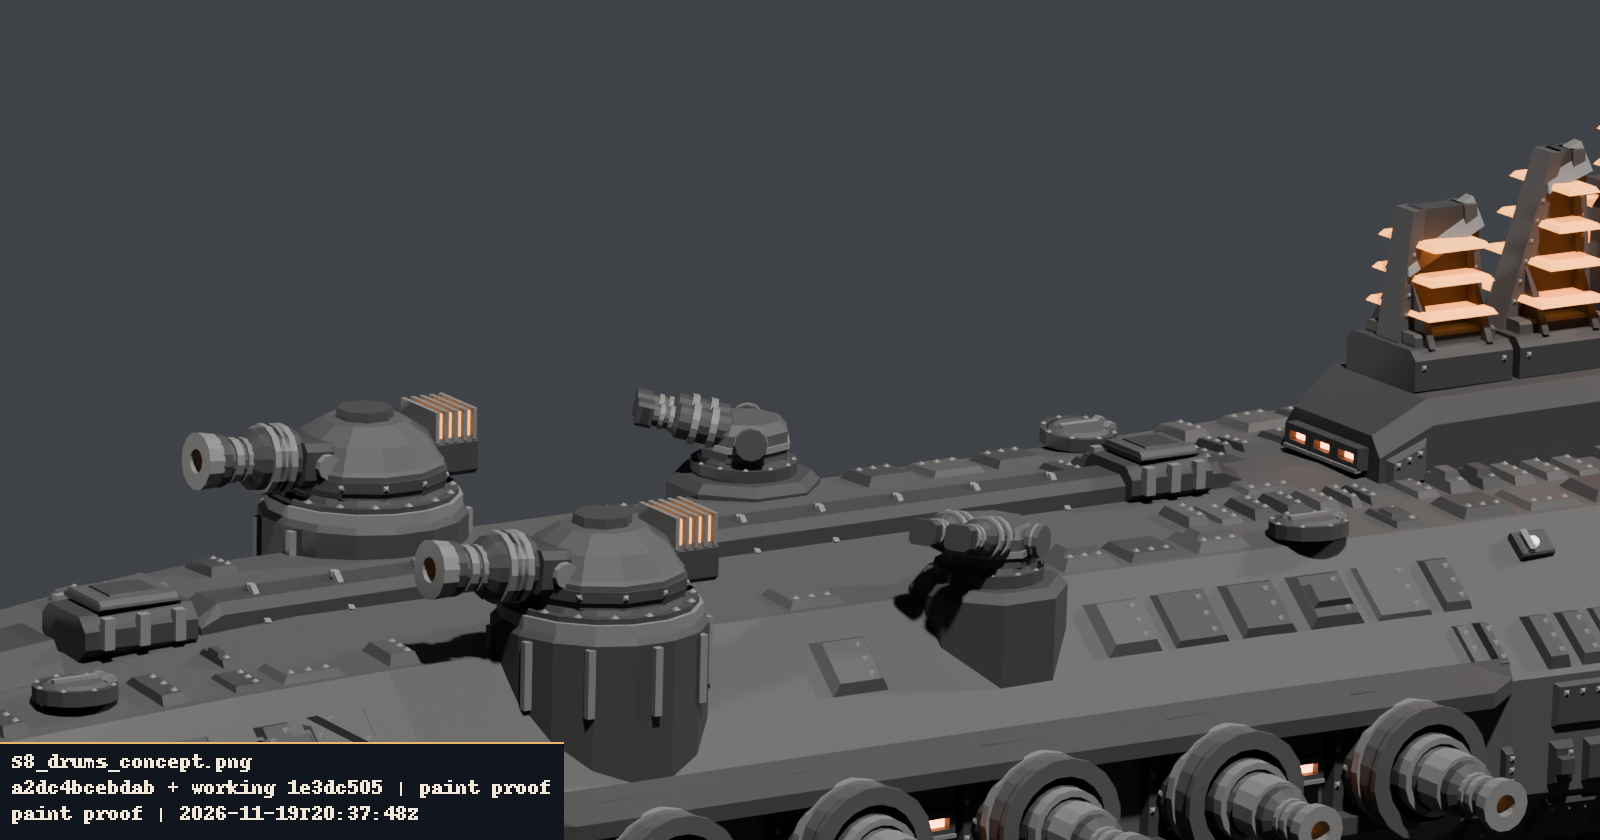 s8_drums_concept.png
a2dc4bcebdab + working 1e3dc505 | paint proof
paint proof | 2026-11-19T20:37:48Z